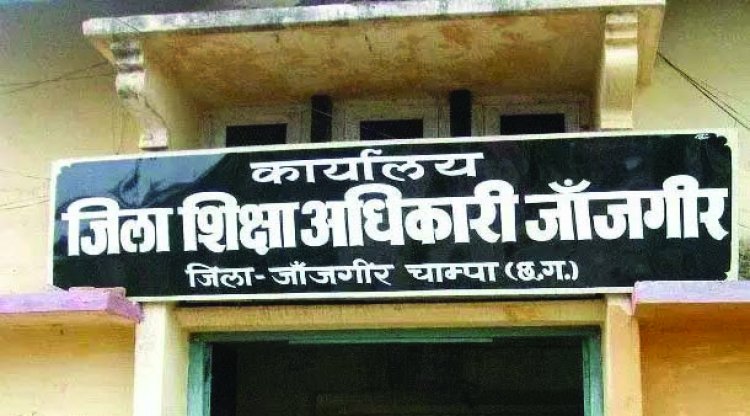 कार्यालय
जिला शिक्षा अधिकारी जाँजगीर
जिला-जाँजगीर चाम्पा (छ.ग.)